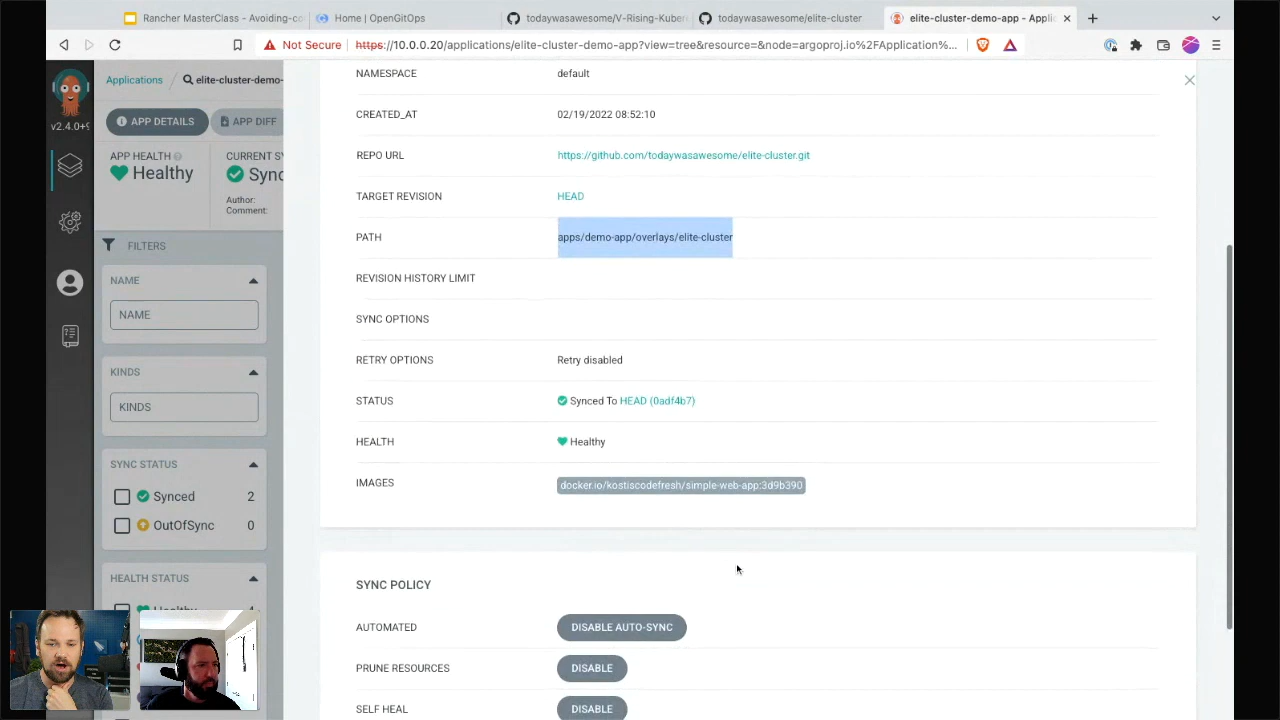 Rancher MasterClass - Avoiding-co
Home | OpenGitOps
todaywasawesome/V-Rising-Kuber
todaywasawesome/elite-cluster
elite-cluster-demo-app - Applic
Not Secure
https://10.0.0.20/applications/elite-cluster-demo-app?view=tree&resource=&node=argoproj.io%2FApplication%...
v2.4.0+9
Applications
/
elite-cluster-demo-
APP DETAILS
APP DIFF
APP HEALTH
Healthy
CURRENT SY
Sync
Author:
Comment:
FILTERS
NAME
NAME
KINDS
KINDS
SYNC STATUS
Synced 2
OutOfSync 0
HEALTH STATUS
Healthy 4
NAMESPACE default
CREATED_AT 02/19/2022 08:52:10
REPO URL https://github.com/todaywasawesome/elite-cluster.git
TARGET REVISION HEAD
PATH apps/demo-app/overlays/elite-cluster
REVISION HISTORY LIMIT
SYNC OPTIONS
RETRY OPTIONS Retry disabled
STATUS Synced To HEAD (0adf4b7)
HEALTH Healthy
IMAGES docker.io/kostiscodefresh/simple-web-app:3d9b390
SYNC POLICY
AUTOMATED DISABLE AUTO-SYNC
PRUNE RESOURCES DISABLE
SELF HEAL DISABLE